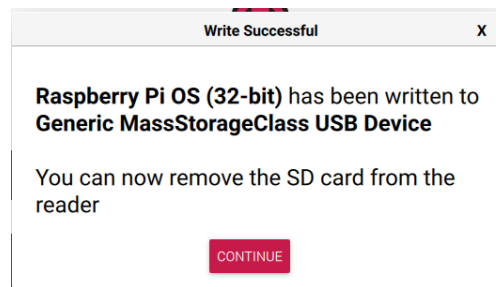 Write Successful X
Raspberry Pi OS (32-bit) has been written to
Generic MassStorageClass USB Device
You can now remove the SD card from the
reader
CONTINUE